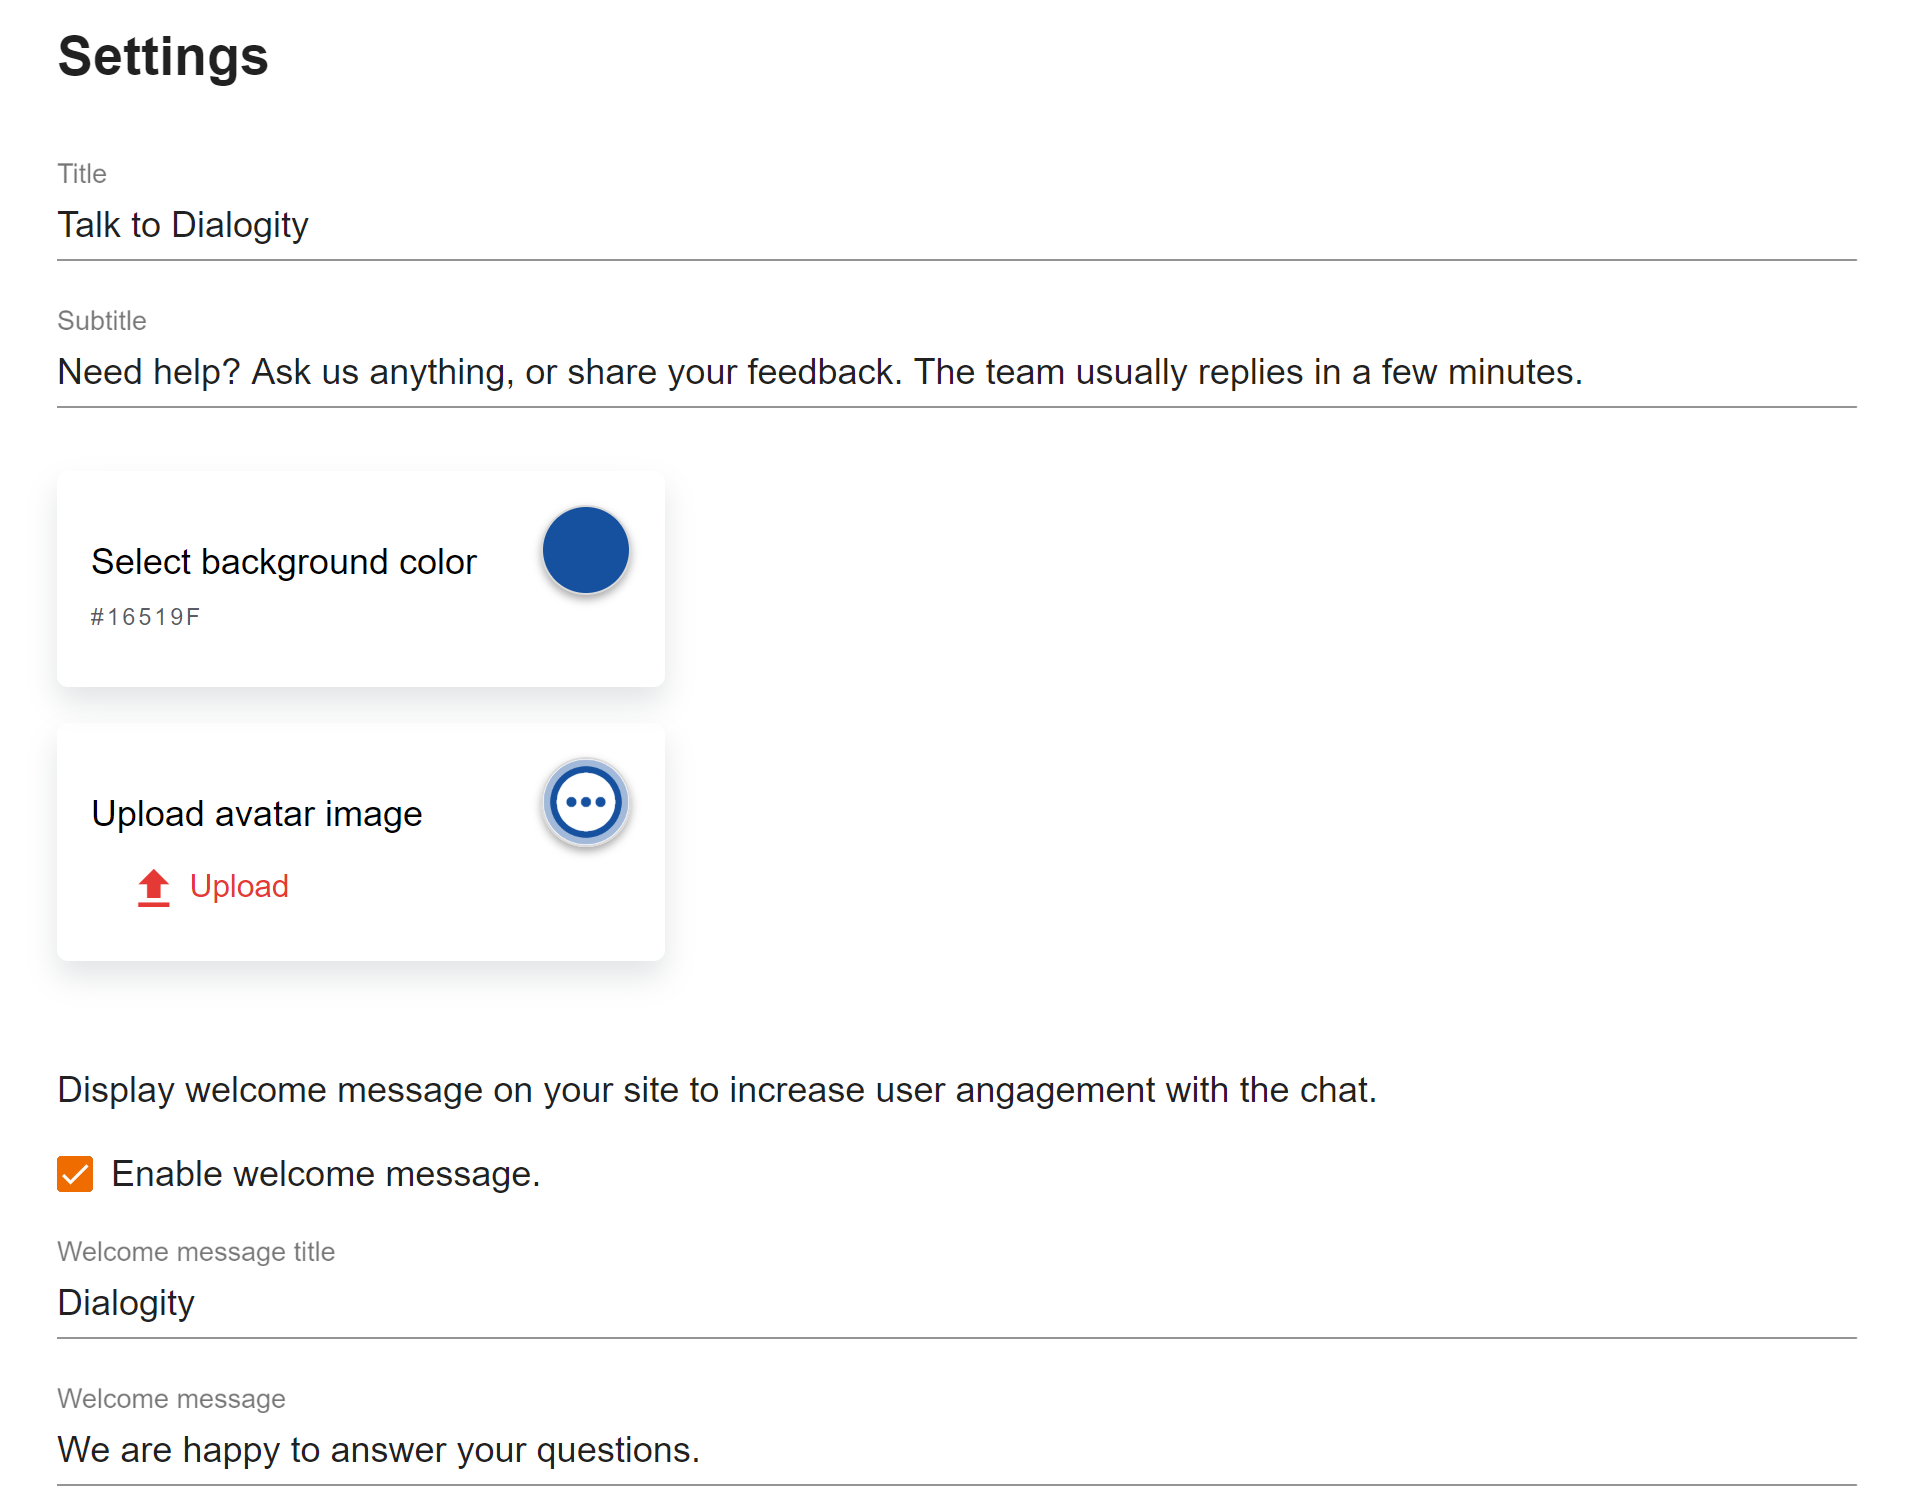 Settings
Title
Talk to Dialogity
Subtitle
Need help? Ask us anything, or share your feedback. The team usually replies in a few minutes.
Select background color
#16519F
Upload avatar image
Upload
Display welcome message on your site to increase user angagement with the chat.
Enable welcome message.
Welcome message title
Dialogity
Welcome message
We are happy to answer your questions.